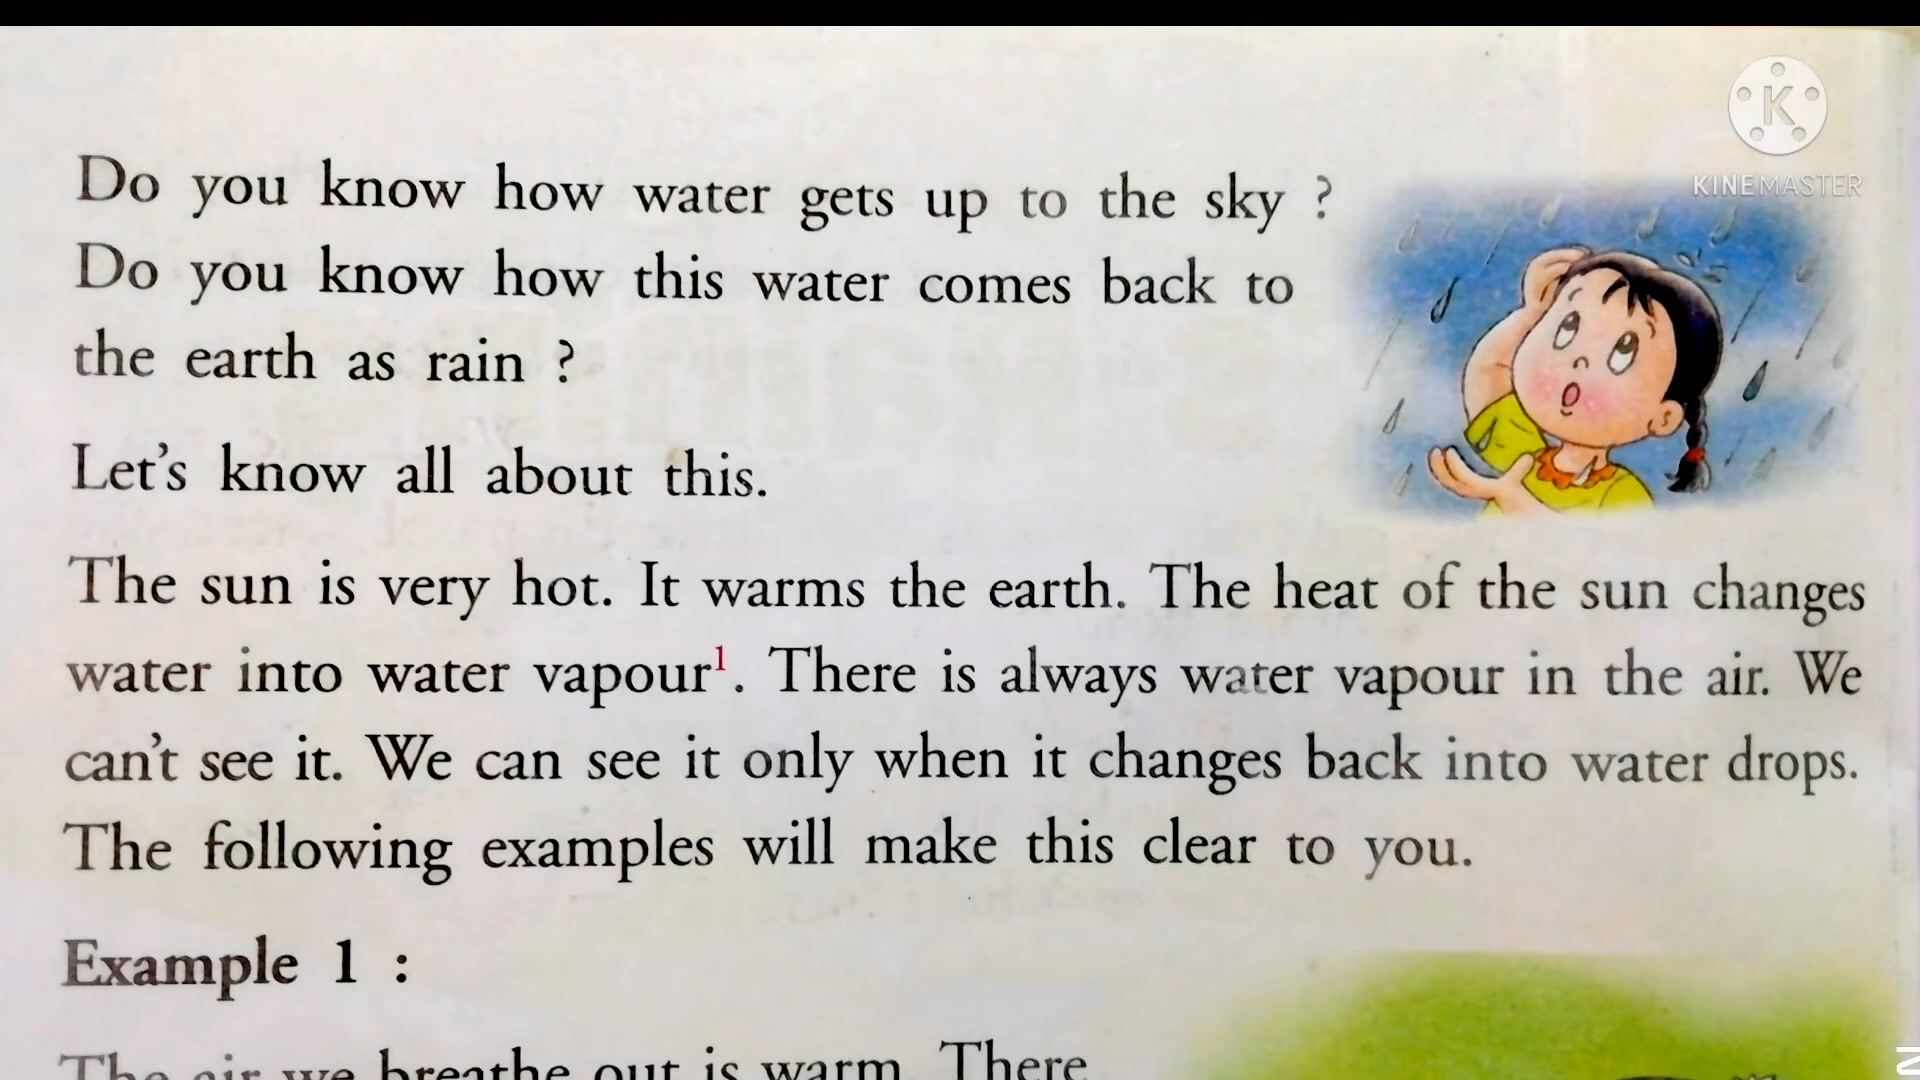 K
KINEMASTER
Do you know how water gets up to the sky ?
Do you know how this water comes back to
the earth as rain ?
Let's know all about this.
The sun is very hot. It warms the earth. The heat of the sun changes
water into water vapour¹. There is always water vapour in the air. We
can't see it. We can see it only when it changes back into water drops.
The following examples will make this clear to you.
Example 1 :
The air we breathe out is warm. There